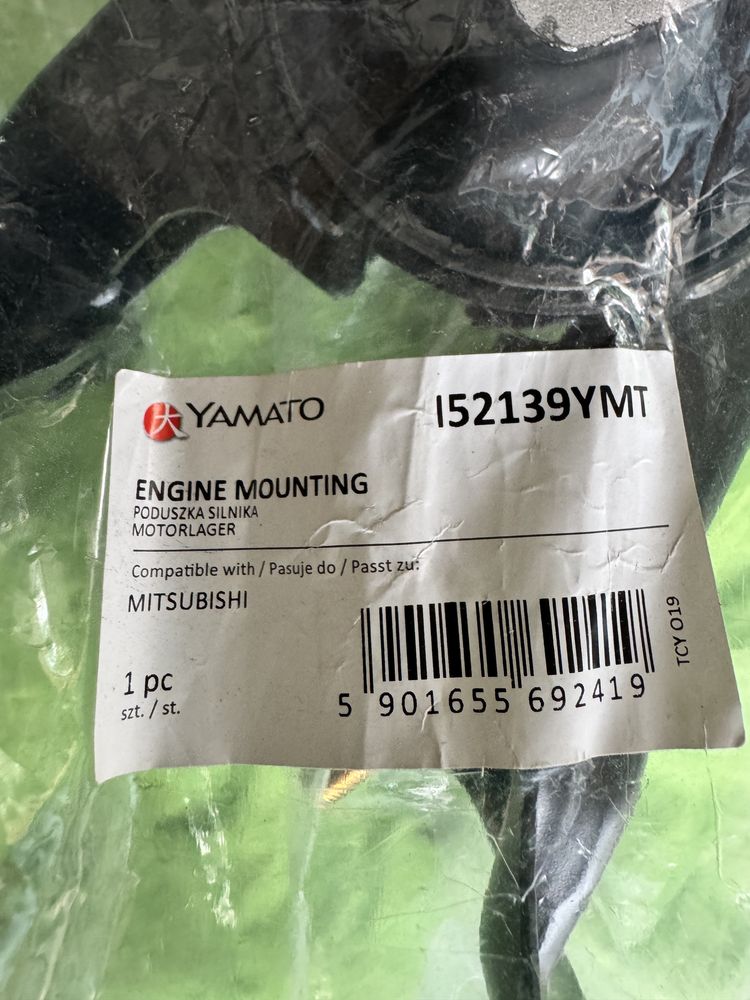 大 YAMATO
I52139YMT
ENGINE MOUNTING
PODUSZKA SILNIKA
MOTORLAGER
Compatible with / Pasuje do / Passt zu:
MITSUBISHI
1 pc
szt. / st.
5 901655 692419
TCY O19